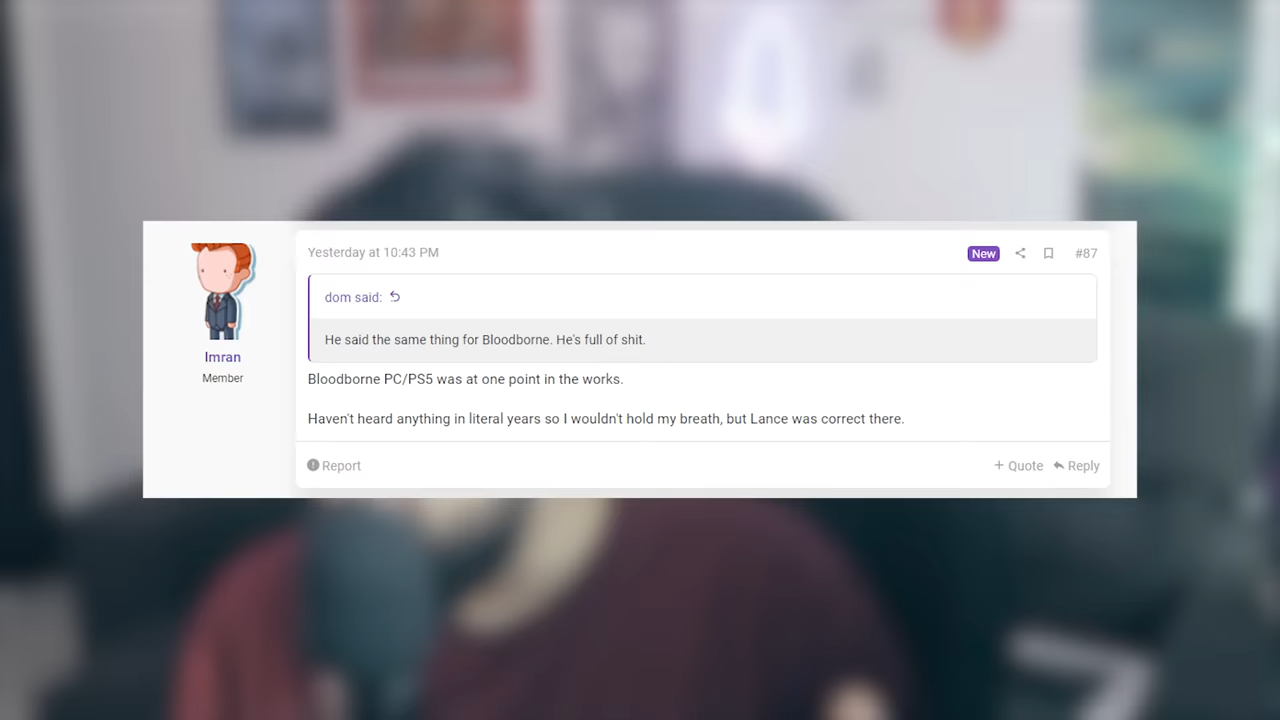 Yesterday at 10:43 PM
New
#87
dom said:
He said the same thing for Bloodborne. He's full of shit.
Imran
Member
Bloodborne PC/PS5 was at one point in the works.
Haven't heard anything in literal years so I wouldn't hold my breath, but Lance was correct there.
Report
+ Quote
Reply